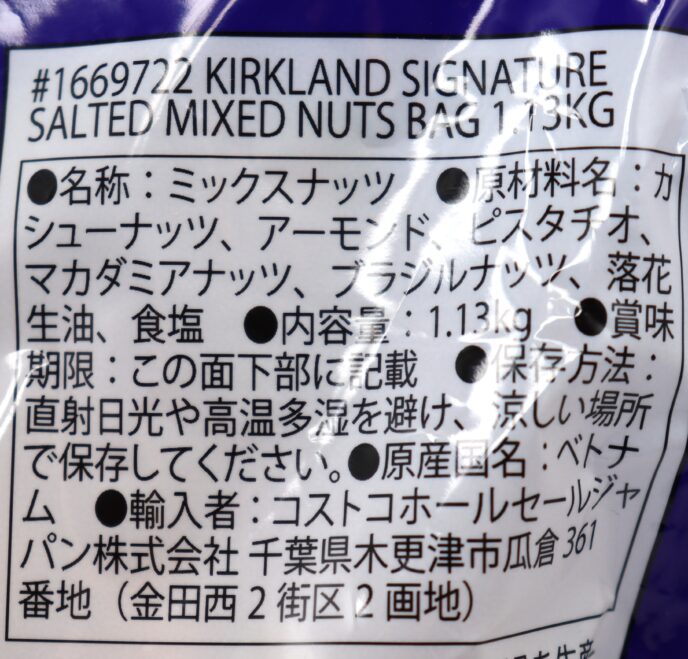 #1669722 KIRKLAND SIGNATURE
SALTED MIXED NUTS BAG 1.13KG
●名称：ミックスナッツ ●原材料名：カ
シューナッツ、アーモンド、ピスタチオ、
マカダミアナッツ、ブラジルナッツ、落花
生油、食塩 ●内容量：1.13kg ●賞味
期限：この面下部に記載 ●保存方法：
直射日光や高温多湿を避け、涼しい場所
で保存してください。●原産国名：ベトナ
ム ●輸入者：コストコホールセールジャ
パン株式会社 千葉県木更津市瓜倉 361
番地（金田西 2 街区 2 画地）